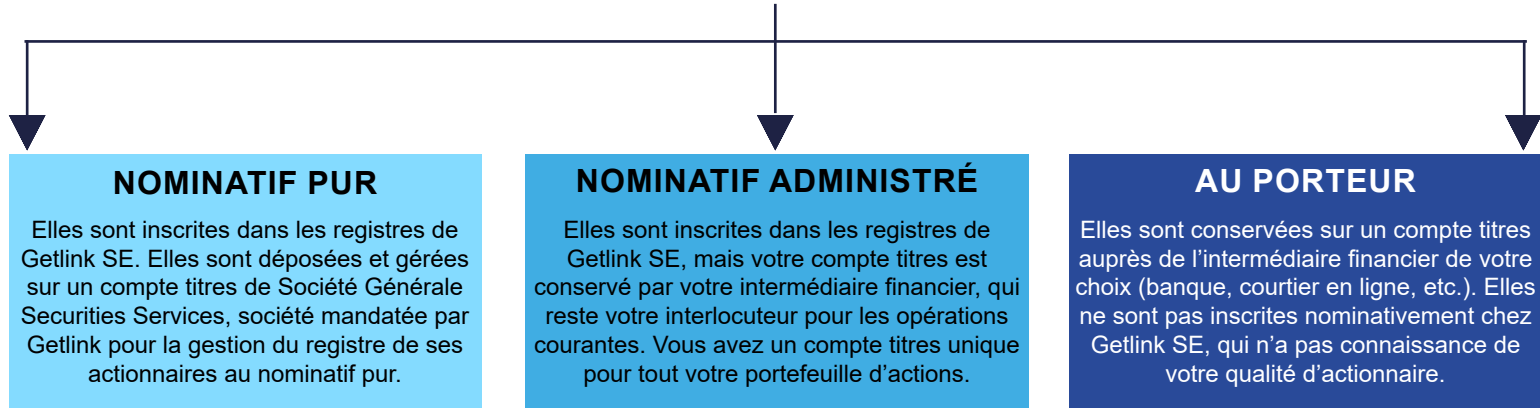 NOMINATIF PUR
Elles sont inscrites dans les registres de
Getlink SE. Elles sont déposées et gérées
sur un compte titres de Société Générale
Securities Services, société mandatée par
Getlink pour la gestion du registre de ses
actionnaires au nominatif pur.
NOMINATIF ADMINISTRÉ
Elles sont inscrites dans les registres de
Getlink SE, mais votre compte titres est
conservé par votre intermédiaire financier, qui
reste votre interlocuteur pour les opérations
courantes. Vous avez un compte titres unique
pour tout votre portefeuille d’actions.
AU PORTEUR
Elles sont conservées sur un compte titres
auprès de l’intermédiaire financier de votre
choix (banque, courtier en ligne, etc.). Elles
ne sont pas inscrites nominativement chez
Getlink SE, qui n’a pas connaissance de
votre qualité d’actionnaire.